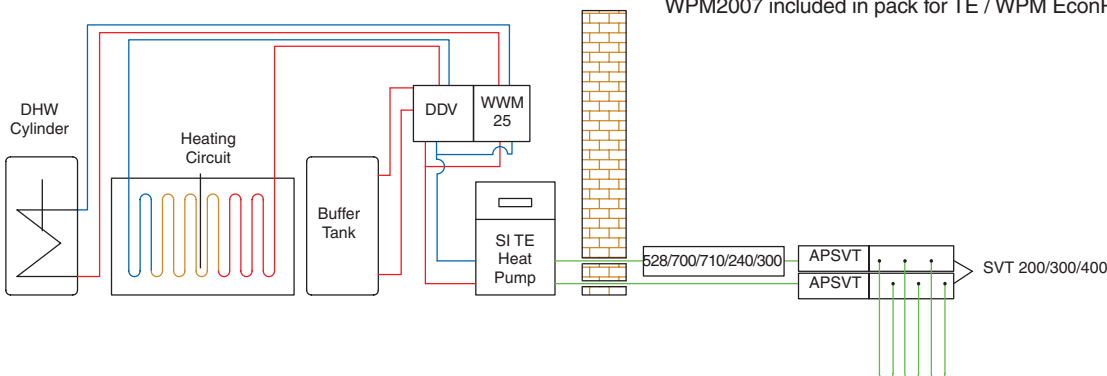 WPM2007 included in pack for TE / WPM Econ
DHW
Cylinder
Heating
Circuit
Buffer
Tank
DDV
WWM
25
SI TE
Heat
Pump
528/700/710/240/300
APSVT
APSVT
SVT 200/300/400